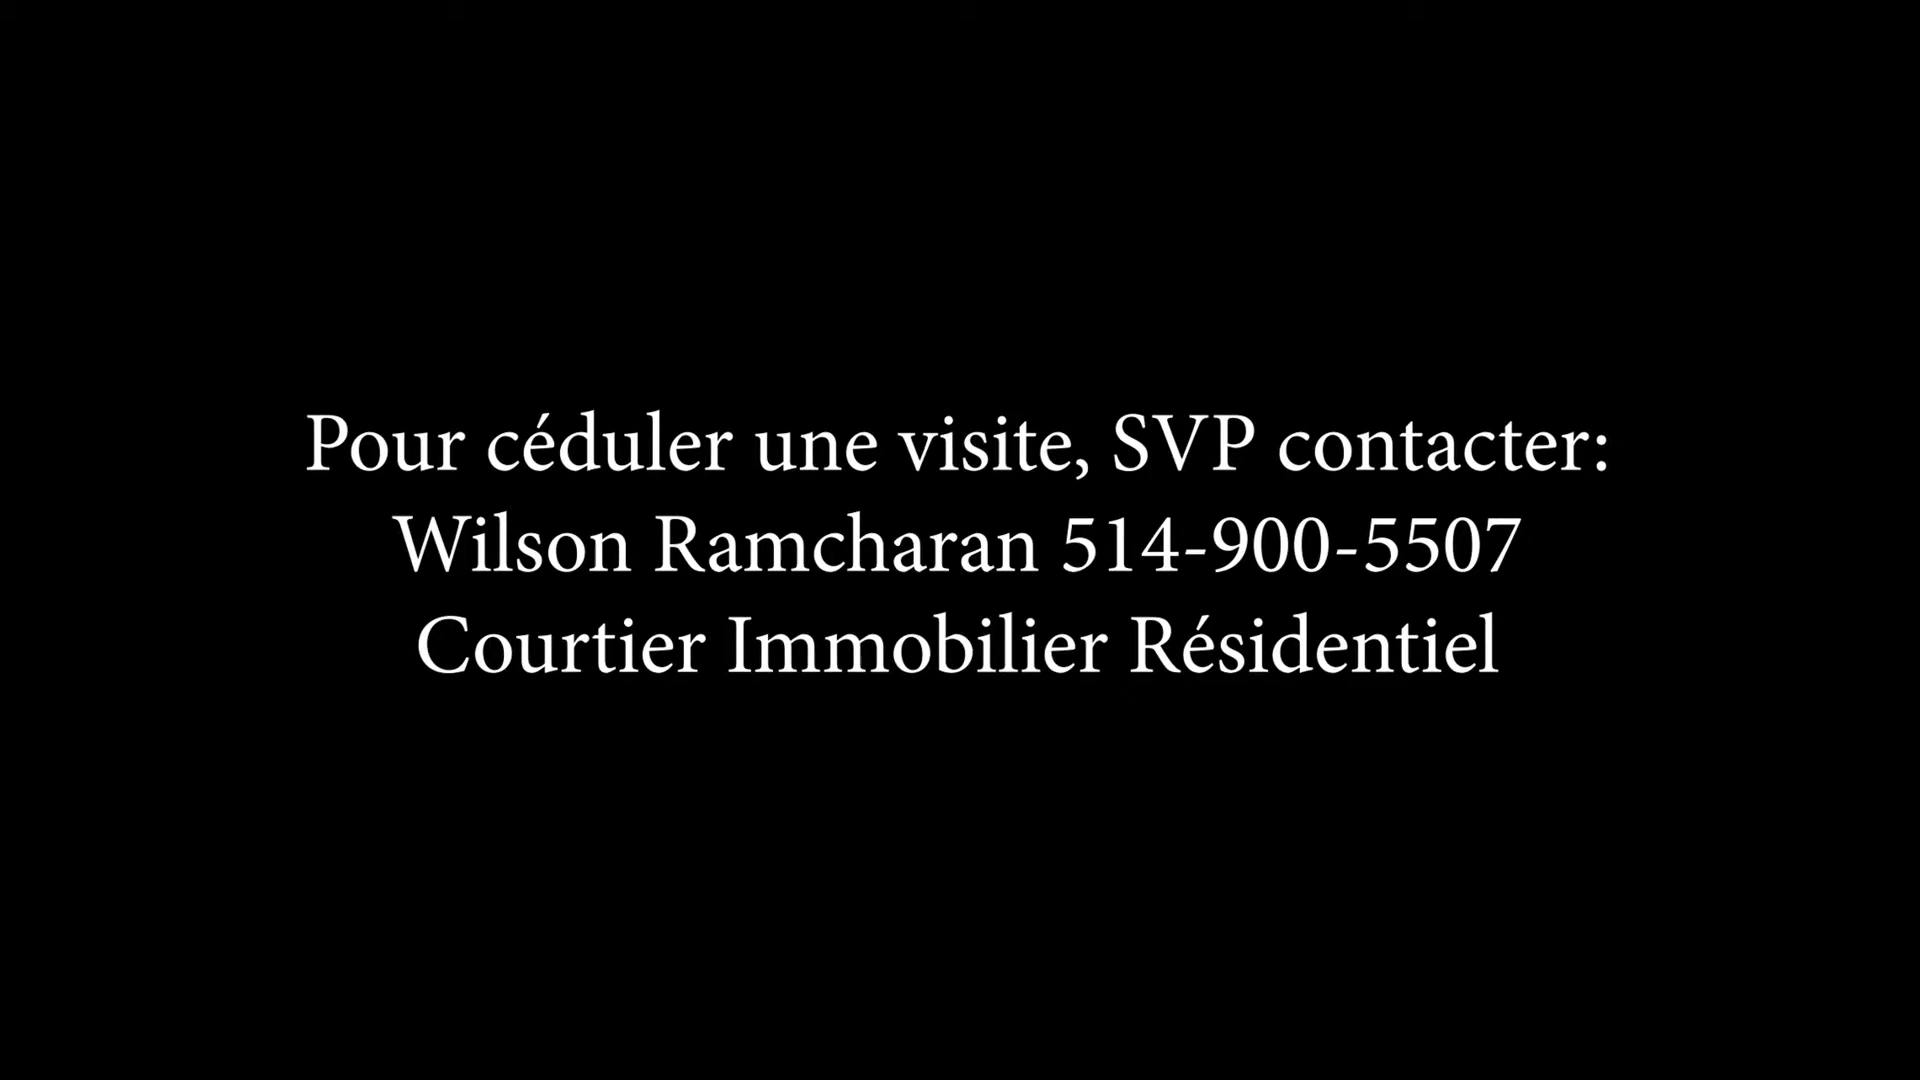 Pour céduler une visite, SVP contacter:
Wilson Ramcharan 514-900-5507
Courtier Immobilier Résidentiel